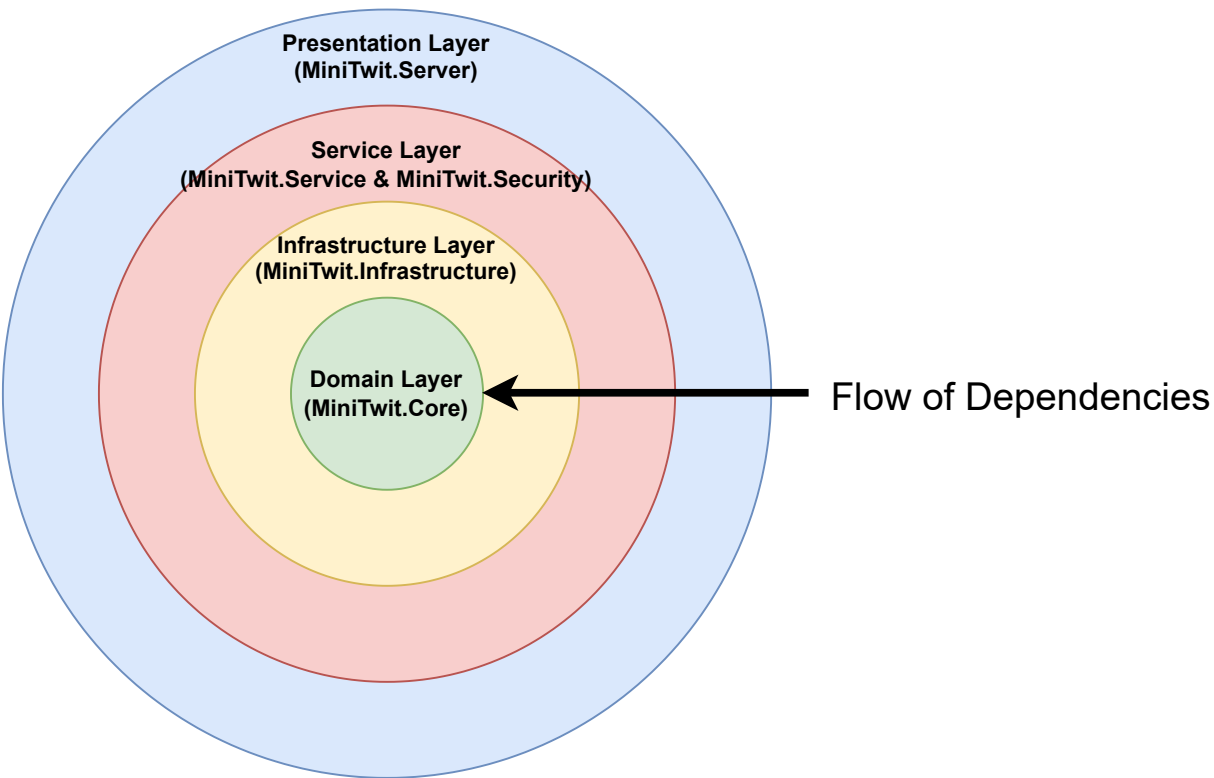 Presentation Layer
(MiniTwit.Server)
Service Layer
(MiniTwit.Service & MiniTwit.Security)
Infrastructure Layer
(MiniTwit.Infrastructure)
Domain Layer
(MiniTwit.Core)
Flow of Dependencies